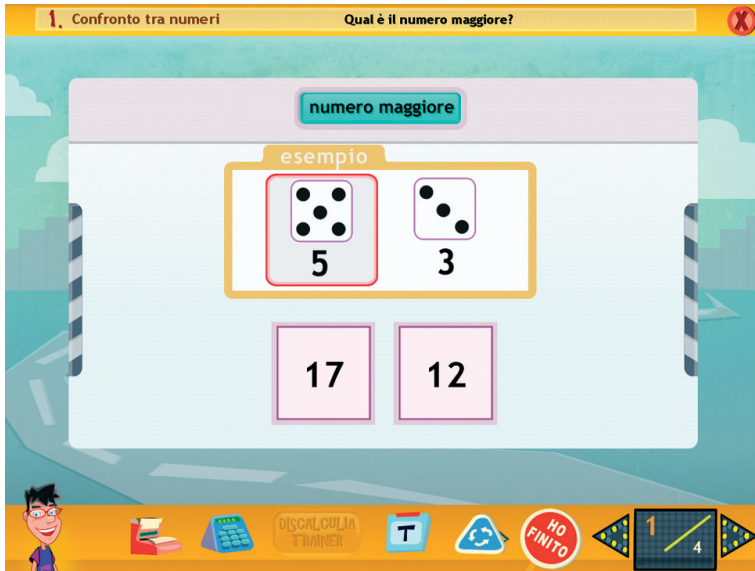 1. Confronto tra numeri
Qual è il numero maggiore?
X
numero maggiore
esempio
5 3
17 12
DISCALCULIA
TRAINER
T
HO
FINITO
1/4